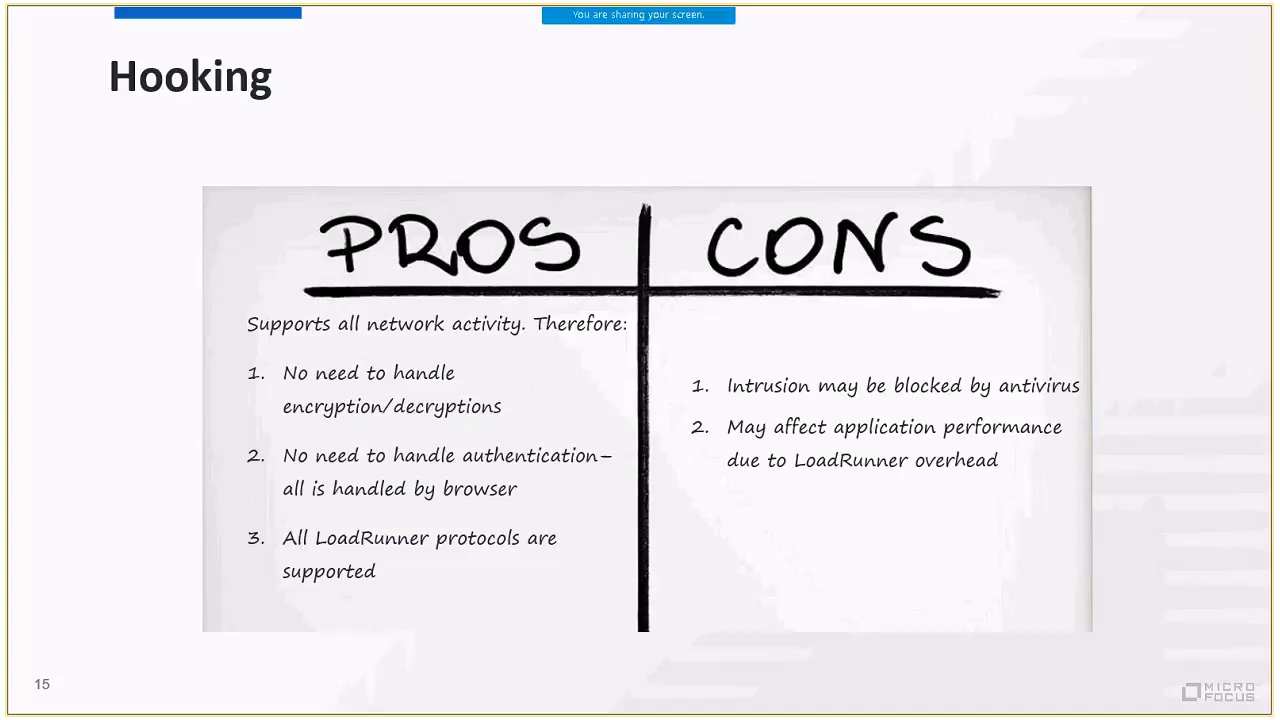 You are sharing your screen.
Hooking
PROS
CONS
Supports all network activity. Therefore:
1. No need to handle
encryption/decryptions
2. No need to handle authentication–
all is handled by browser
3. All LoadRunner protocols are
supported
1. Intrusion may be blocked by antivirus
2. May affect application performance
due to LoadRunner overhead
15
MICRO
FOCUS